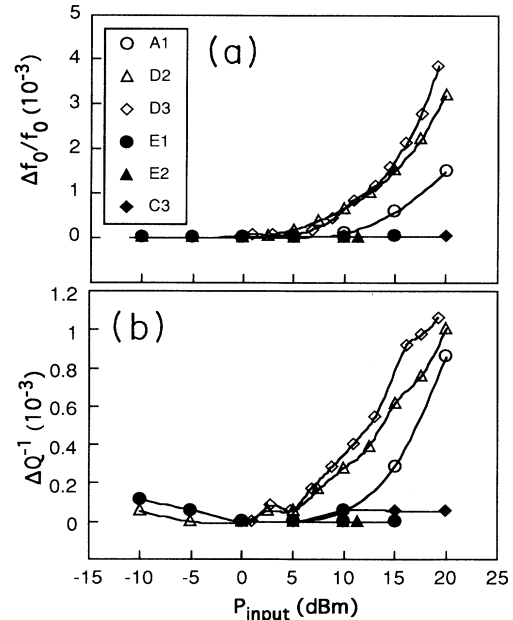 (a)
5
4
3
2
1
0
Δf₀/f₀ (10⁻³)
A1
D2
D3
E1
E2
C3
(b)
1.2
1
0.8
0.6
0.4
0.2
0
ΔQ⁻¹ (10⁻³)
-15 -10 -5 0 5 10 15 20 25
P_input (dBm)